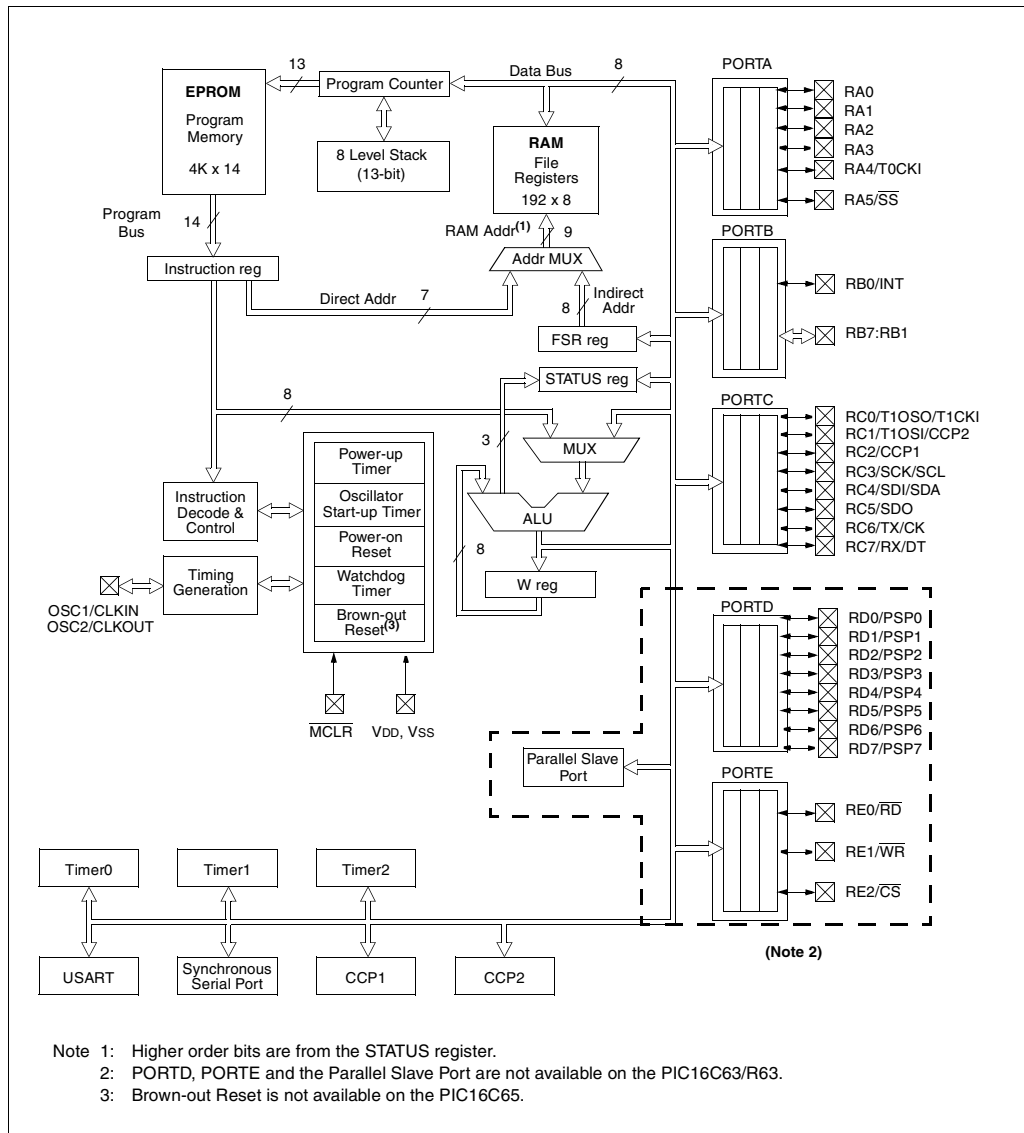 13
Data Bus
8
PORTA
EPROM
Program
Memory
4K x 14
Program Counter
8 Level Stack
(13-bit)
RAM
File
Registers
192 x 8
RA0
RA1
RA2
RA3
RA4/T0CKI
RA5/SS
Program
Bus
14
RAM Addr(1)
9
PORTB
Instruction reg
Addr MUX
Direct Addr
7
8
Indirect
Addr
FSR reg
STATUS reg
RB0/INT
RB7:RB1
8
3
MUX
ALU
8
W reg
PORTC
RC0/T1OSO/T1CKI
RC1/T1OSI/CCP2
RC2/CCP1
RC3/SCK/SCL
RC4/SDI/SDA
RC5/SDO
RC6/TX/CK
RC7/RX/DT
Instruction
Decode &
Control
Timing
Generation
OSC1/CLKIN
OSC2/CLKOUT
Power-up
Timer
Oscillator
Start-up Timer
Power-on
Reset
Watchdog
Timer
Brown-out
Reset(3)
MCLR
VDD, VSS
PORTD
RD0/PSP0
RD1/PSP1
RD2/PSP2
RD3/PSP3
RD4/PSP4
RD5/PSP5
RD6/PSP6
RD7/PSP7
Parallel Slave
Port
PORTE
RE0/RD
RE1/WR
RE2/CS
(Note 2)
Timer0
Timer1
Timer2
USART
Synchronous
Serial Port
CCP1
CCP2
Note 1: Higher order bits are from the STATUS register.
2: PORTD, PORTE and the Parallel Slave Port are not available on the PIC16C63/R63.
3: Brown-out Reset is not available on the PIC16C65.